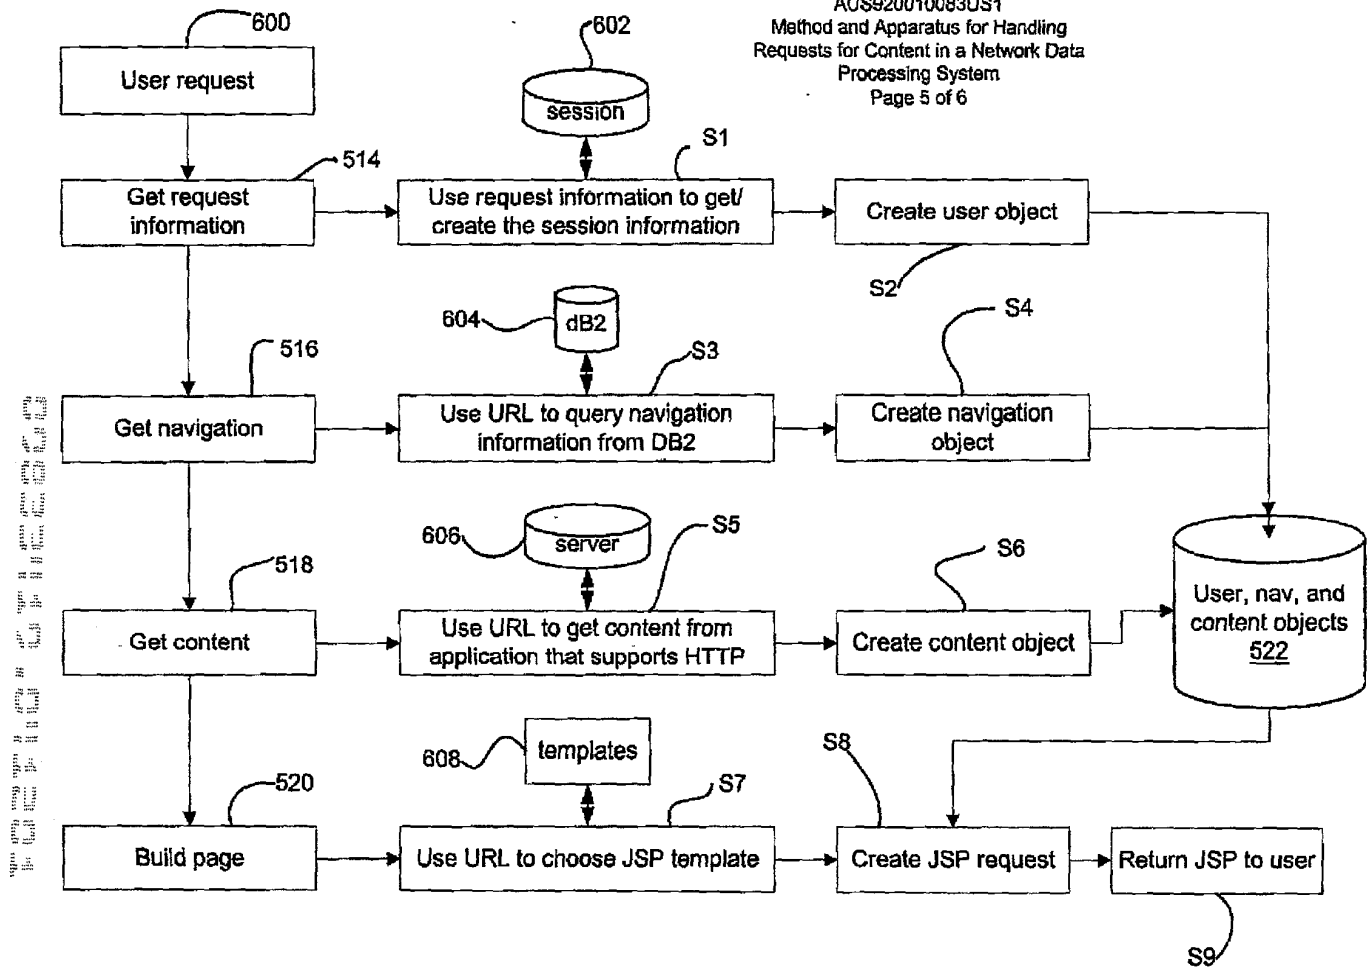 AUS920010083US1
Method and Apparatus for Handling
Requests for Content in a Network Data
Processing System
Page 5 of 6
600
602
User request
session
S1
514
Get request
information
Use request information to get/
create the session information
Create user object
S2
S4
604
dB2
516
S3
Get navigation
Use URL to query navigation
information from DB2
Create navigation
object
606
server
S5
S6
518
Get content
Use URL to get content from
application that supports HTTP
Create content object
User, nav, and
content objects
522
608
templates
S8
520
S7
Build page
Use URL to choose JSP template
Create JSP request
Return JSP to user
S9